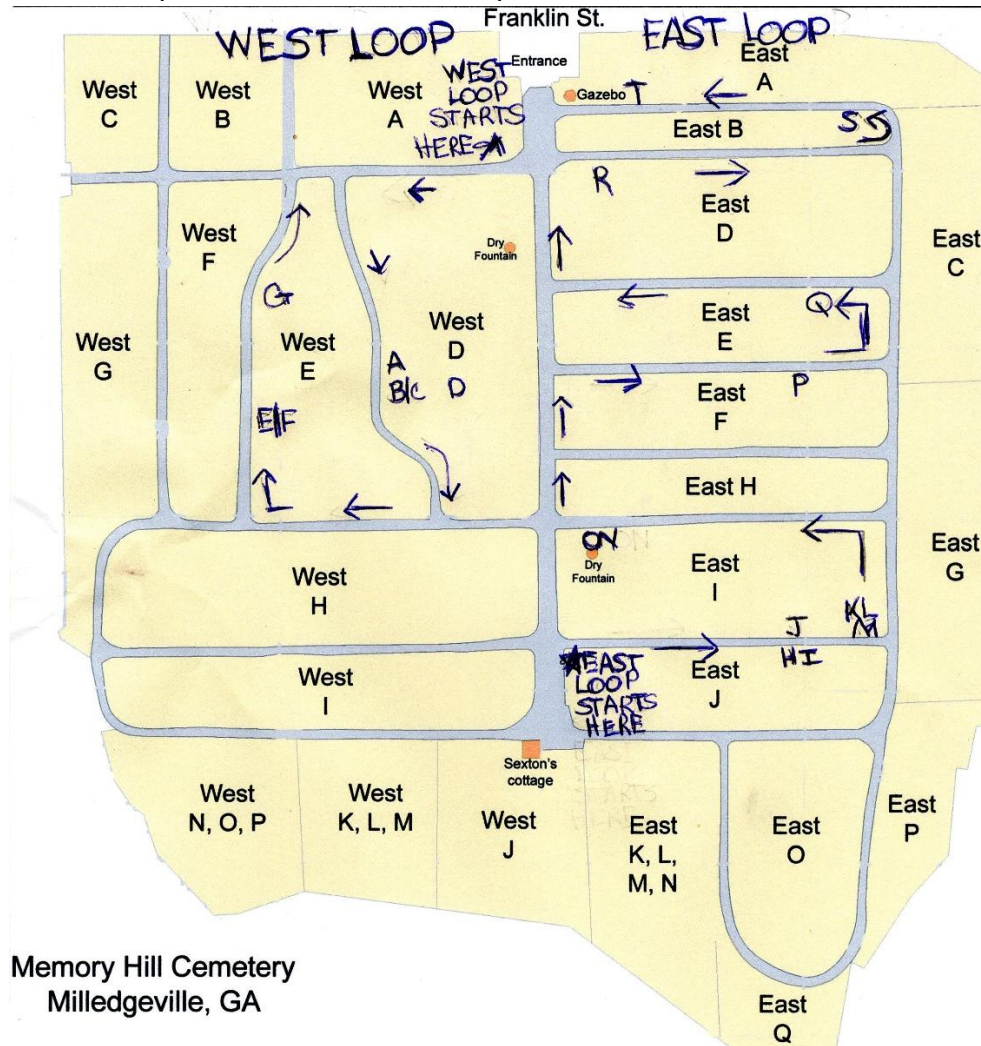 Franklin St.
WEST LOOP
EAST LOOP
Entrance
West
C
West
B
West
A
WEST
LOOP
STARTS
HERE
Gazebo
T
East
A
East B
S
R
East
D
West
F
Dry
Fountain
East
C
G
West
G
West
E
West
D
A
B/C
D
E/F
East
E
Q
East
F
P
East H
ON
Dry
Fountain
East
I
East
G
KL
M
J
HI
West
H
EAST
LOOP
STARTS
HERE
East
J
West
I
Sexton's
cottage
West
N, O, P
West
K, L, M
West
J
East
K, L,
M, N
East
O
East
P
East
Q
Memory Hill Cemetery
Milledgeville, GA